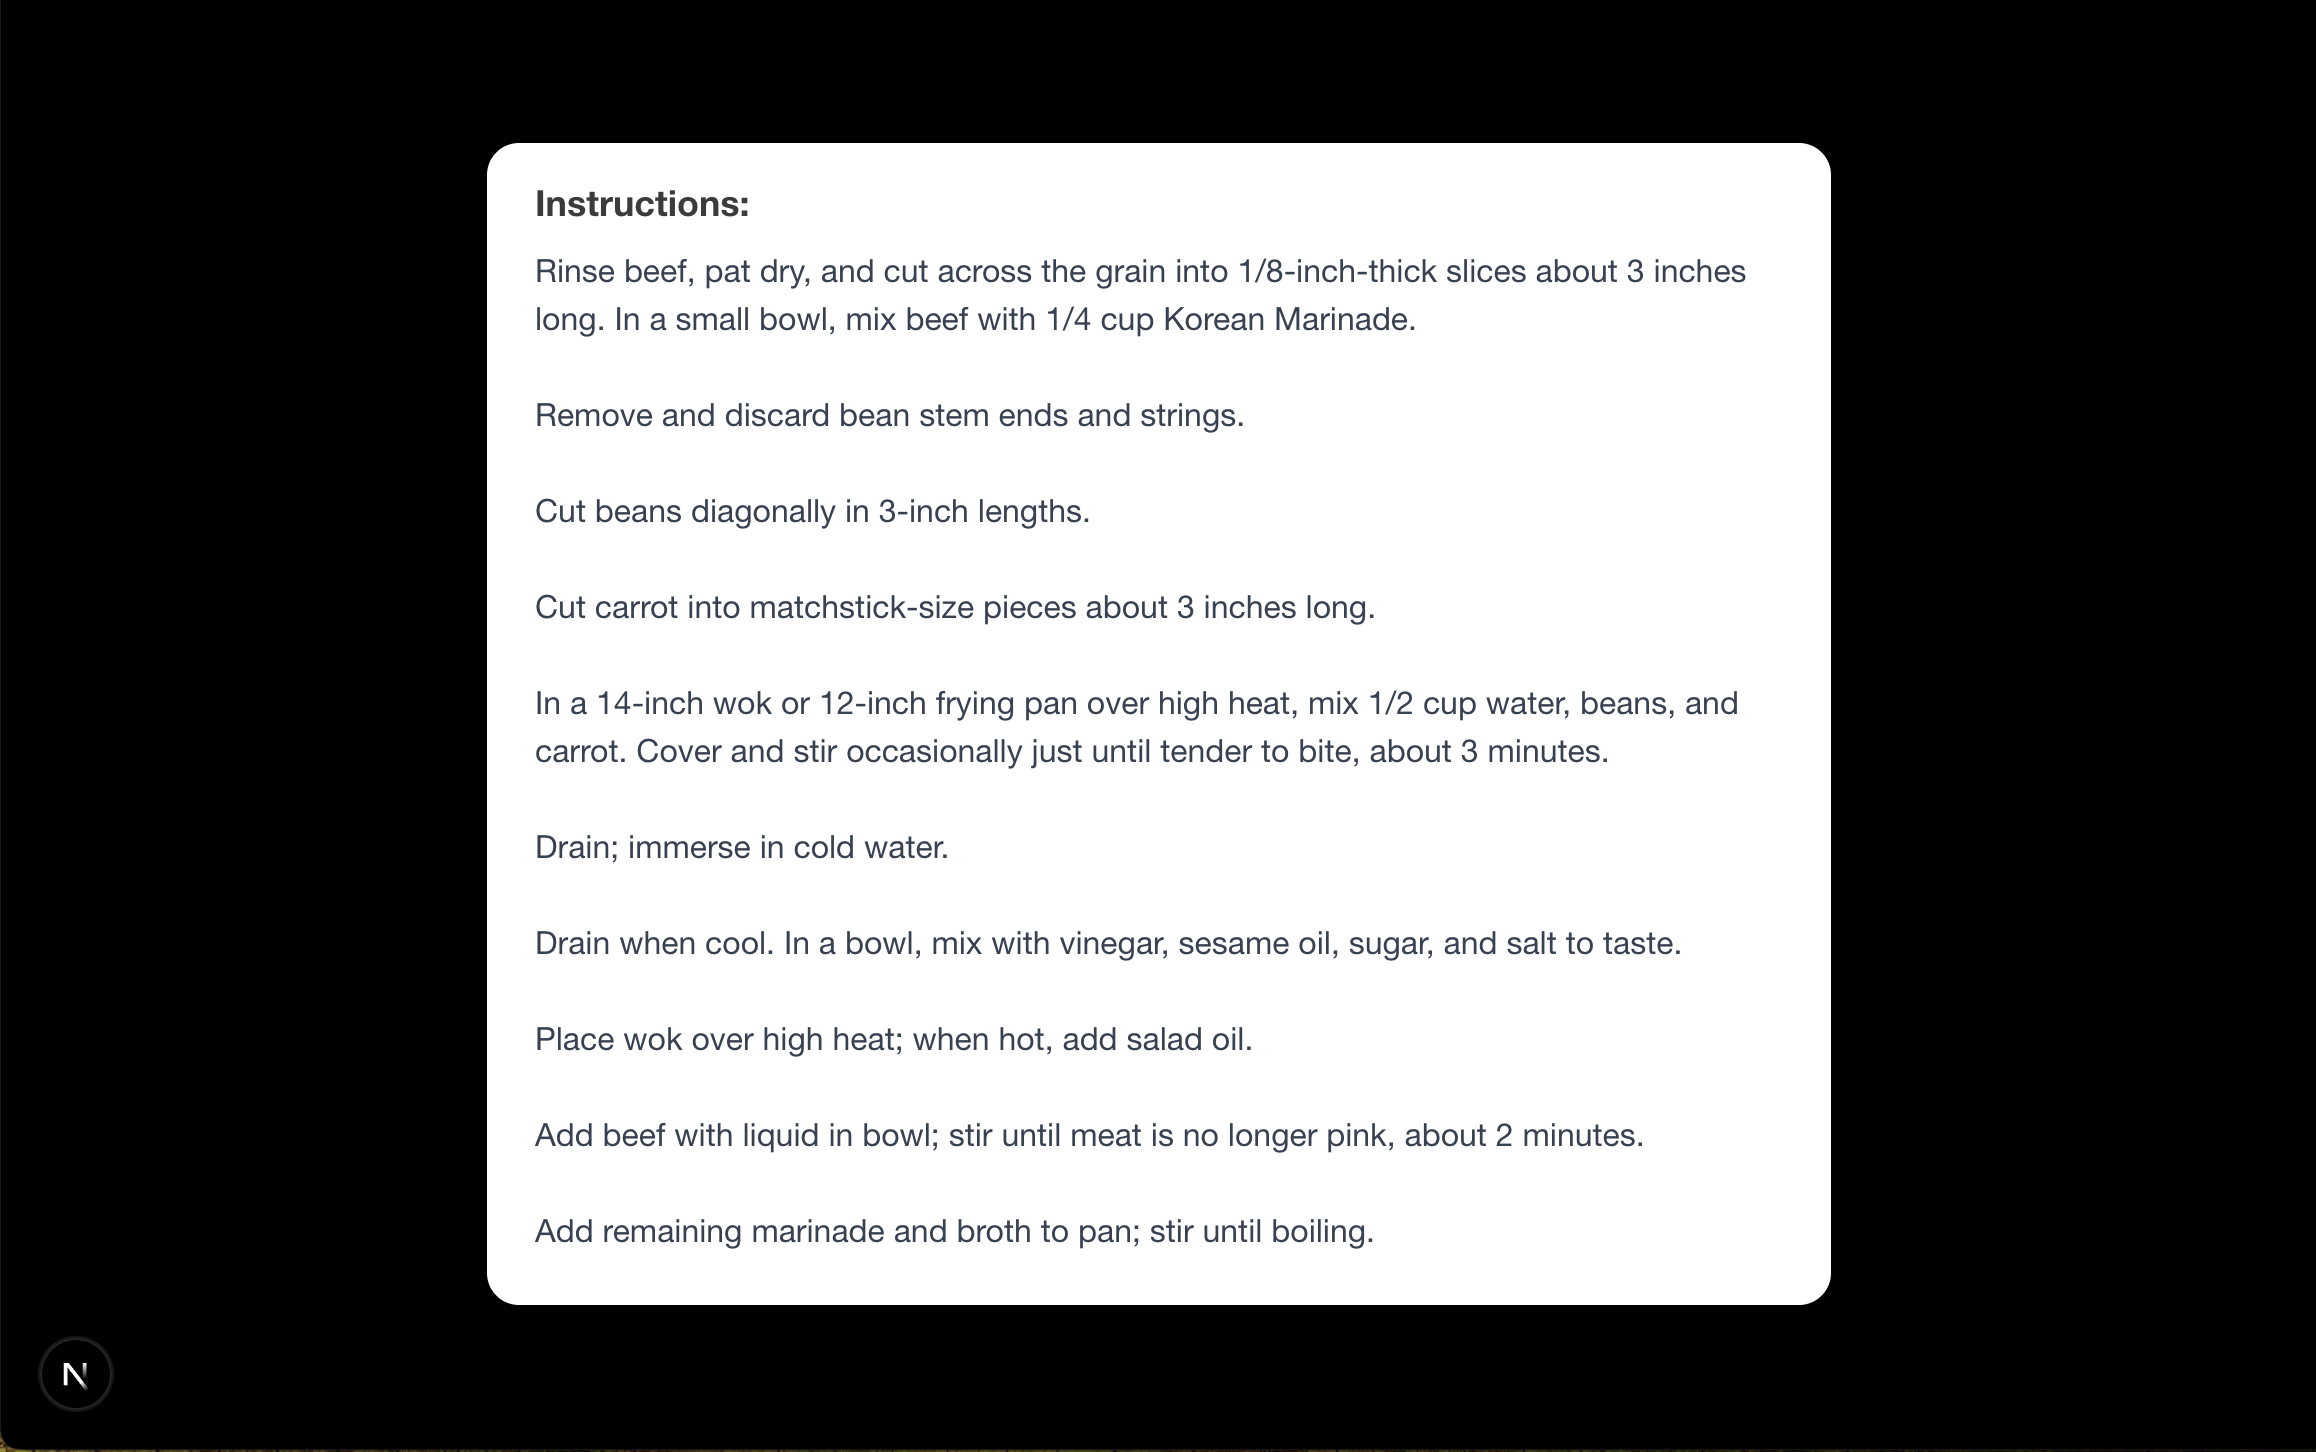 Instructions:
Rinse beef, pat dry, and cut across the grain into 1/8-inch-thick slices about 3 inches
long. In a small bowl, mix beef with 1/4 cup Korean Marinade.
Remove and discard bean stem ends and strings.
Cut beans diagonally in 3-inch lengths.
Cut carrot into matchstick-size pieces about 3 inches long.
In a 14-inch wok or 12-inch frying pan over high heat, mix 1/2 cup water, beans, and
carrot. Cover and stir occasionally just until tender to bite, about 3 minutes.
Drain; immerse in cold water.
Drain when cool. In a bowl, mix with vinegar, sesame oil, sugar, and salt to taste.
Place wok over high heat; when hot, add salad oil.
Add beef with liquid in bowl; stir until meat is no longer pink, about 2 minutes.
Add remaining marinade and broth to pan; stir until boiling.
N